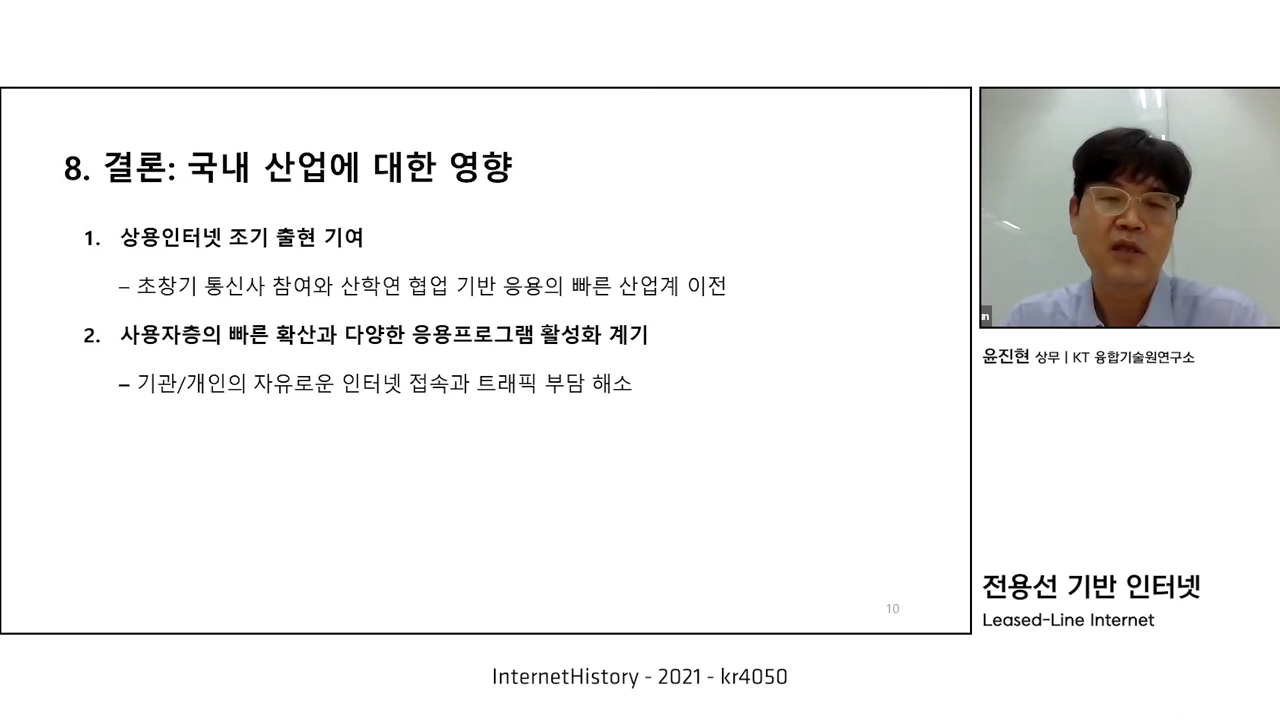 8. 결론: 국내 산업에 대한 영향
1. 상용인터넷 조기 출현 기여
– 초창기 통신사 참여와 산학연 협업 기반 응용의 빠른 산업계 이전
2. 사용자층의 빠른 확산과 다양한 응용프로그램 활성화 계기
– 기관/개인의 자유로운 인터넷 접속과 트래픽 부담 해소
10
윤진현 상무 | KT 융합기술원연구소
전용선 기반 인터넷
Leased-Line Internet
InternetHistory - 2021 - kr4050